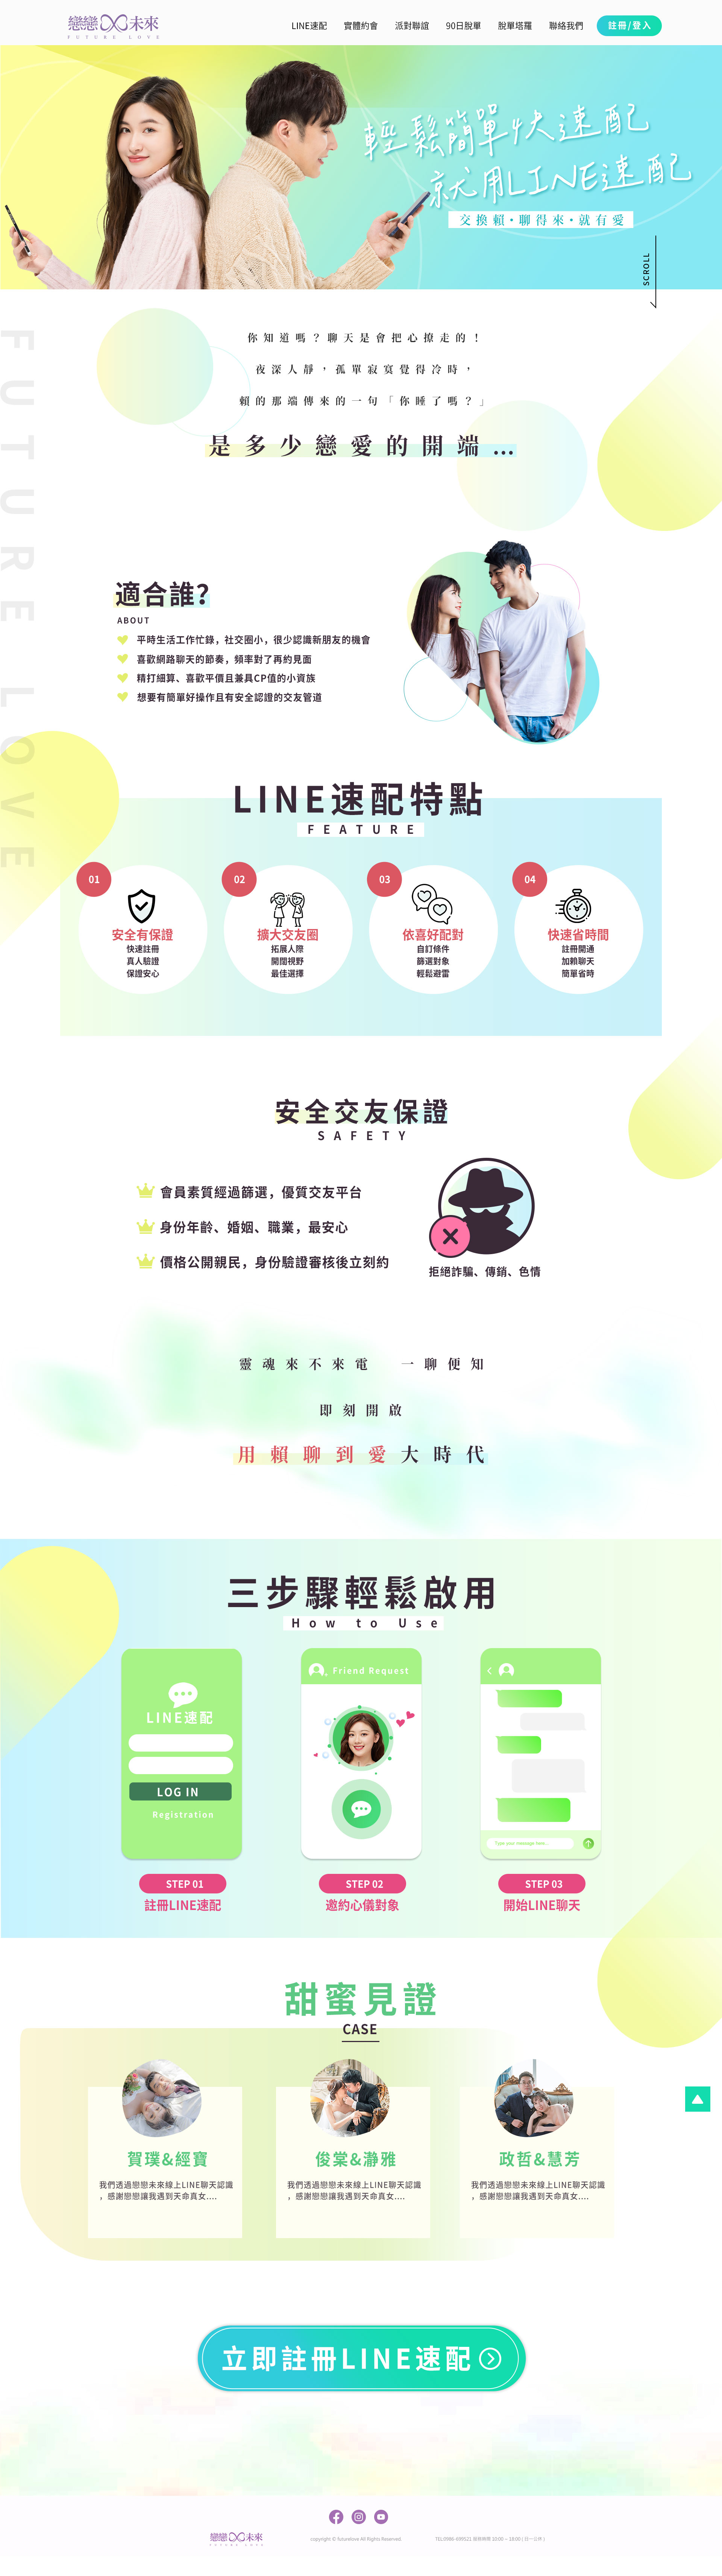 戀戀未來
FUTURE LOVE
LINE速配 實體約會 派對聯誼 90日脫單 脫單塔羅 聯絡我們 註冊/登入
輕鬆簡單快速配
就用LINE速配
交換賴•聊得來•就有愛
SCROLL
FUTURE LOVE
你知道嗎？聊天是會把心撩走的！
夜深人靜，孤單寂寞覺得冷時，
賴的那端傳來的一句「你睡了嗎？」
是多少戀愛的開端...
適合誰?
ABOUT
平時生活工作忙錄，社交圈小，很少認識新朋友的機會
喜歡網路聊天的節奏，頻率對了再約見面
精打細算、喜歡平價且兼具CP值的小資族
想要有簡單好操作且有安全認證的交友管道
LINE速配特點
FEATURE
01
安全有保證
快速註冊
真人驗證
保證安心
02
擴大交友圈
拓展人際
開闊視野
最佳選擇
03
依喜好配對
自訂條件
篩選對象
輕鬆避雷
04
快速省時間
註冊開通
加賴聊天
簡單省時
安全交友保證
SAFETY
會員素質經過篩選，優質交友平台
身份年齡、婚姻、職業，最安心
價格公開親民，身份驗證審核後立刻約
拒絕詐騙、傳銷、色情
靈魂來不來電 一聊便知
即刻開啟
用賴聊到愛大時代
三步驟輕鬆啟用
How to Use
LINE速配
LOG IN
Registration
STEP 01
註冊LINE速配
Friend Request
STEP 02
邀約心儀對象
Type your message here...
STEP 03
開始LINE聊天
甜蜜見證
CASE
賀璞&經寶
我們透過戀戀未來線上LINE聊天認識
，感謝戀戀讓我遇到天命真女....
俊棠&瀞雅
我們透過戀戀未來線上LINE聊天認識
，感謝戀戀讓我遇到天命真女....
政哲&慧芳
我們透過戀戀未來線上LINE聊天認識
，感謝戀戀讓我遇到天命真女....
立即註冊LINE速配
戀戀未來
FUTURE LOVE
copyright © futurelove All Rights Reserved.